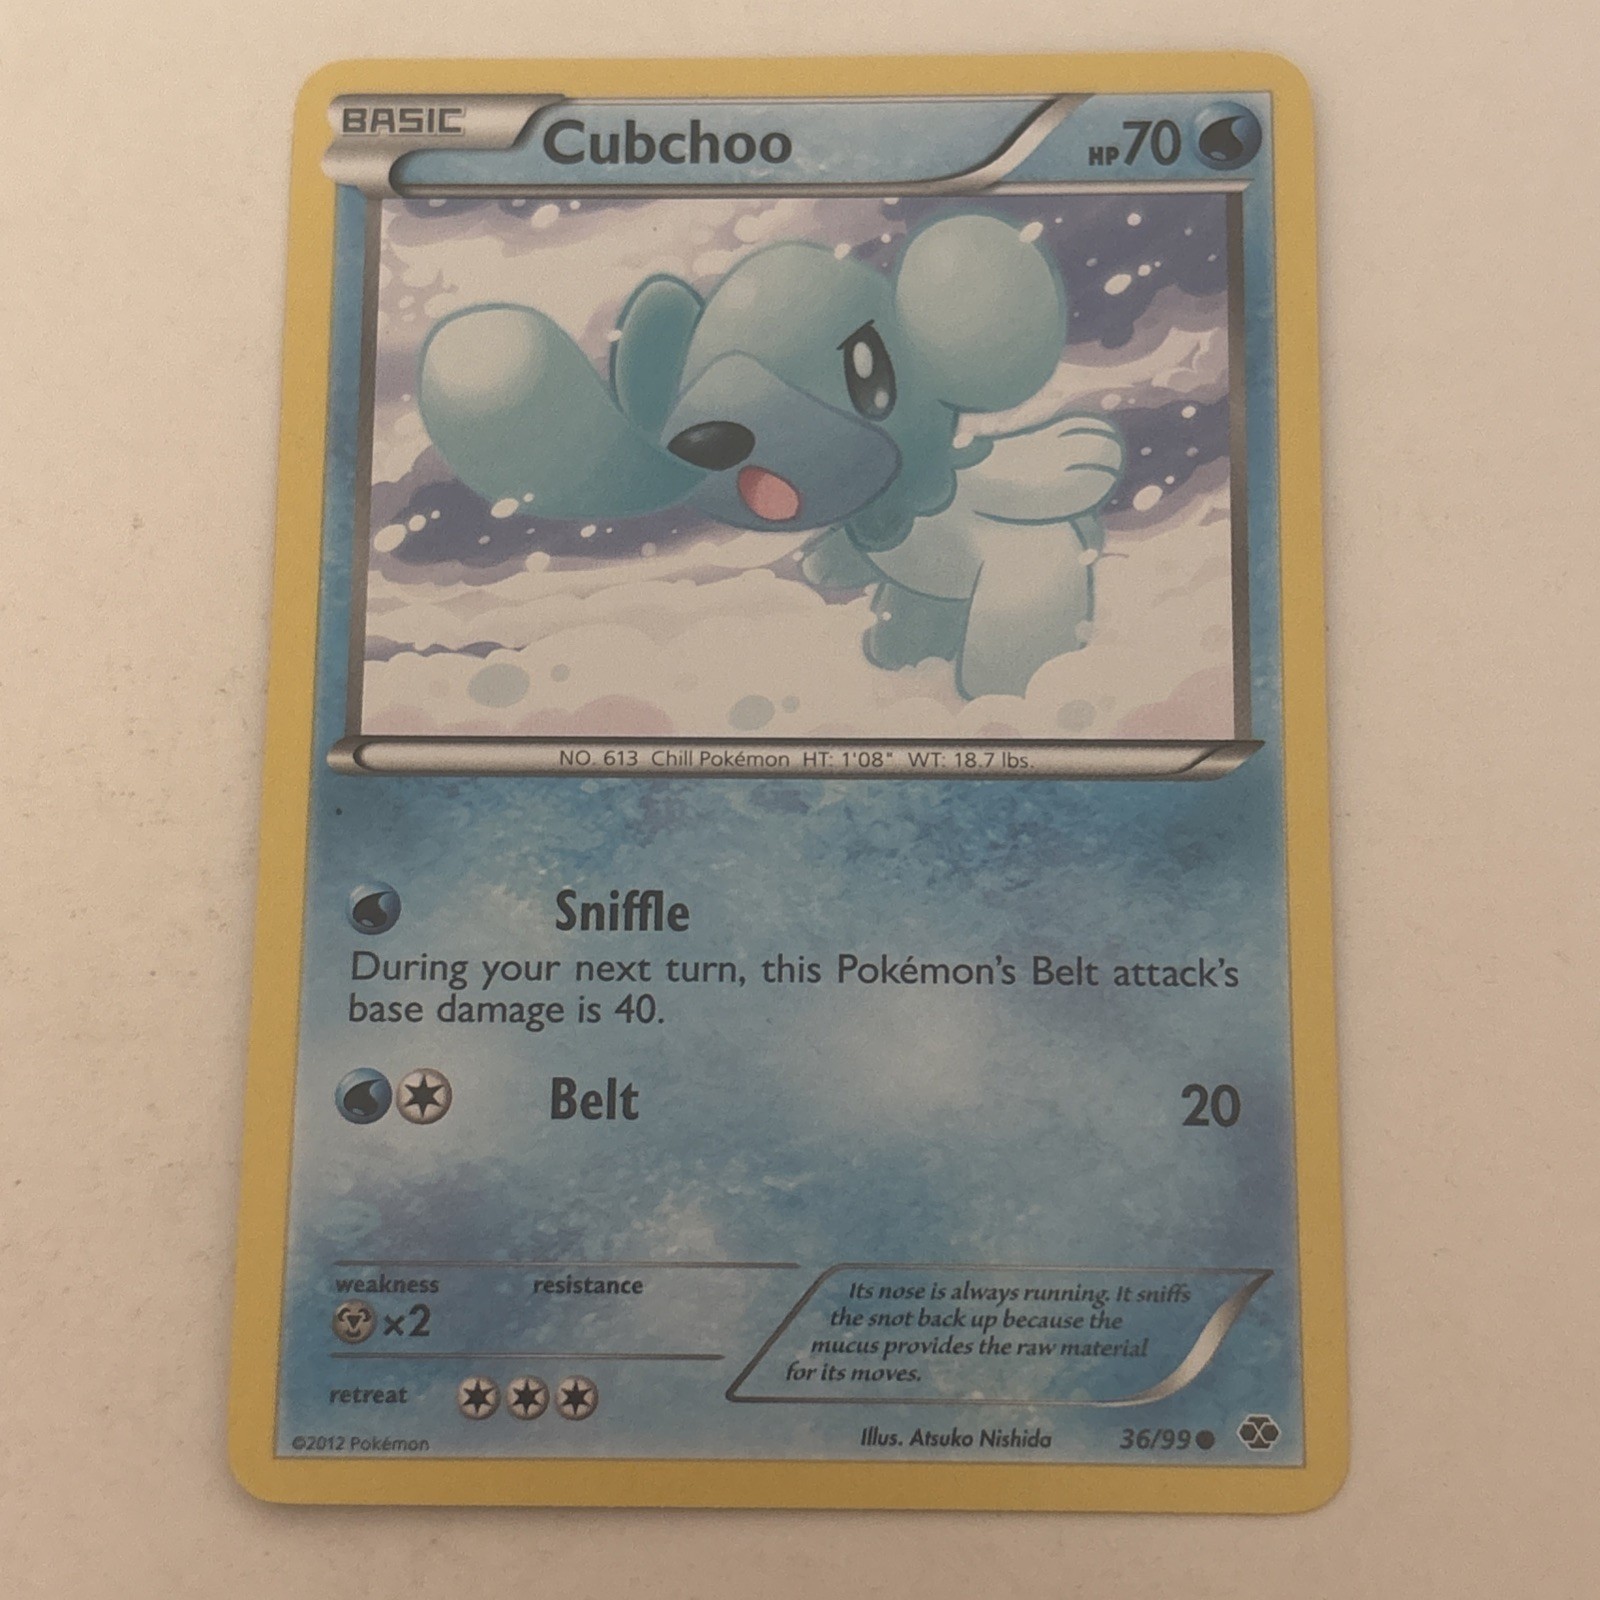 BASIC Cubchoo HP 70
NO. 613 Chill Pokémon HT: 1'08" WT: 18.7 lbs.
Sniffle
During your next turn, this Pokémon's Belt attack's
base damage is 40.
Belt 20
weakness resistance
×2
retreat
Its nose is always running. It sniffs
the snot back up because the
mucus provides the raw material
for its moves.
©2012 Pokémon Illus. Atsuko Nishida 36/99